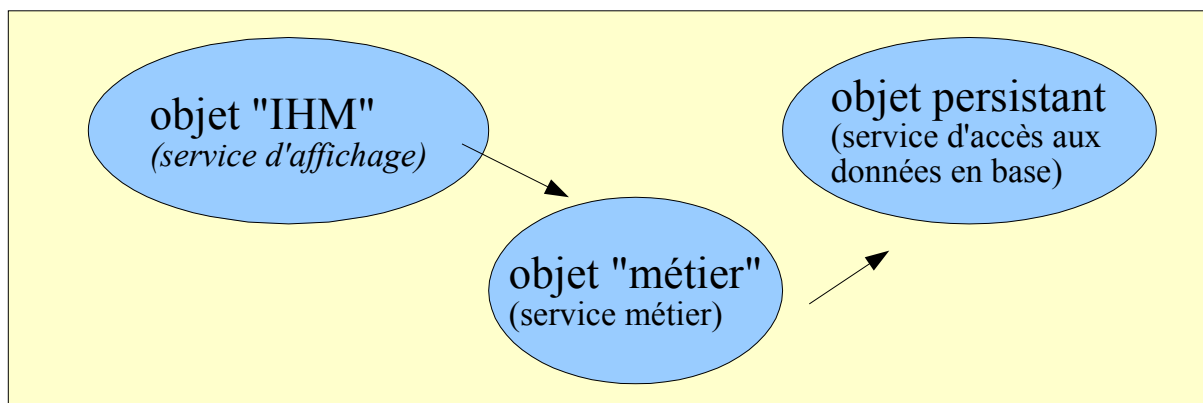 objet "IHM"
(service d'affichage)
objet persistant
(service d'accès aux
données en base)
objet "métier"
(service métier)